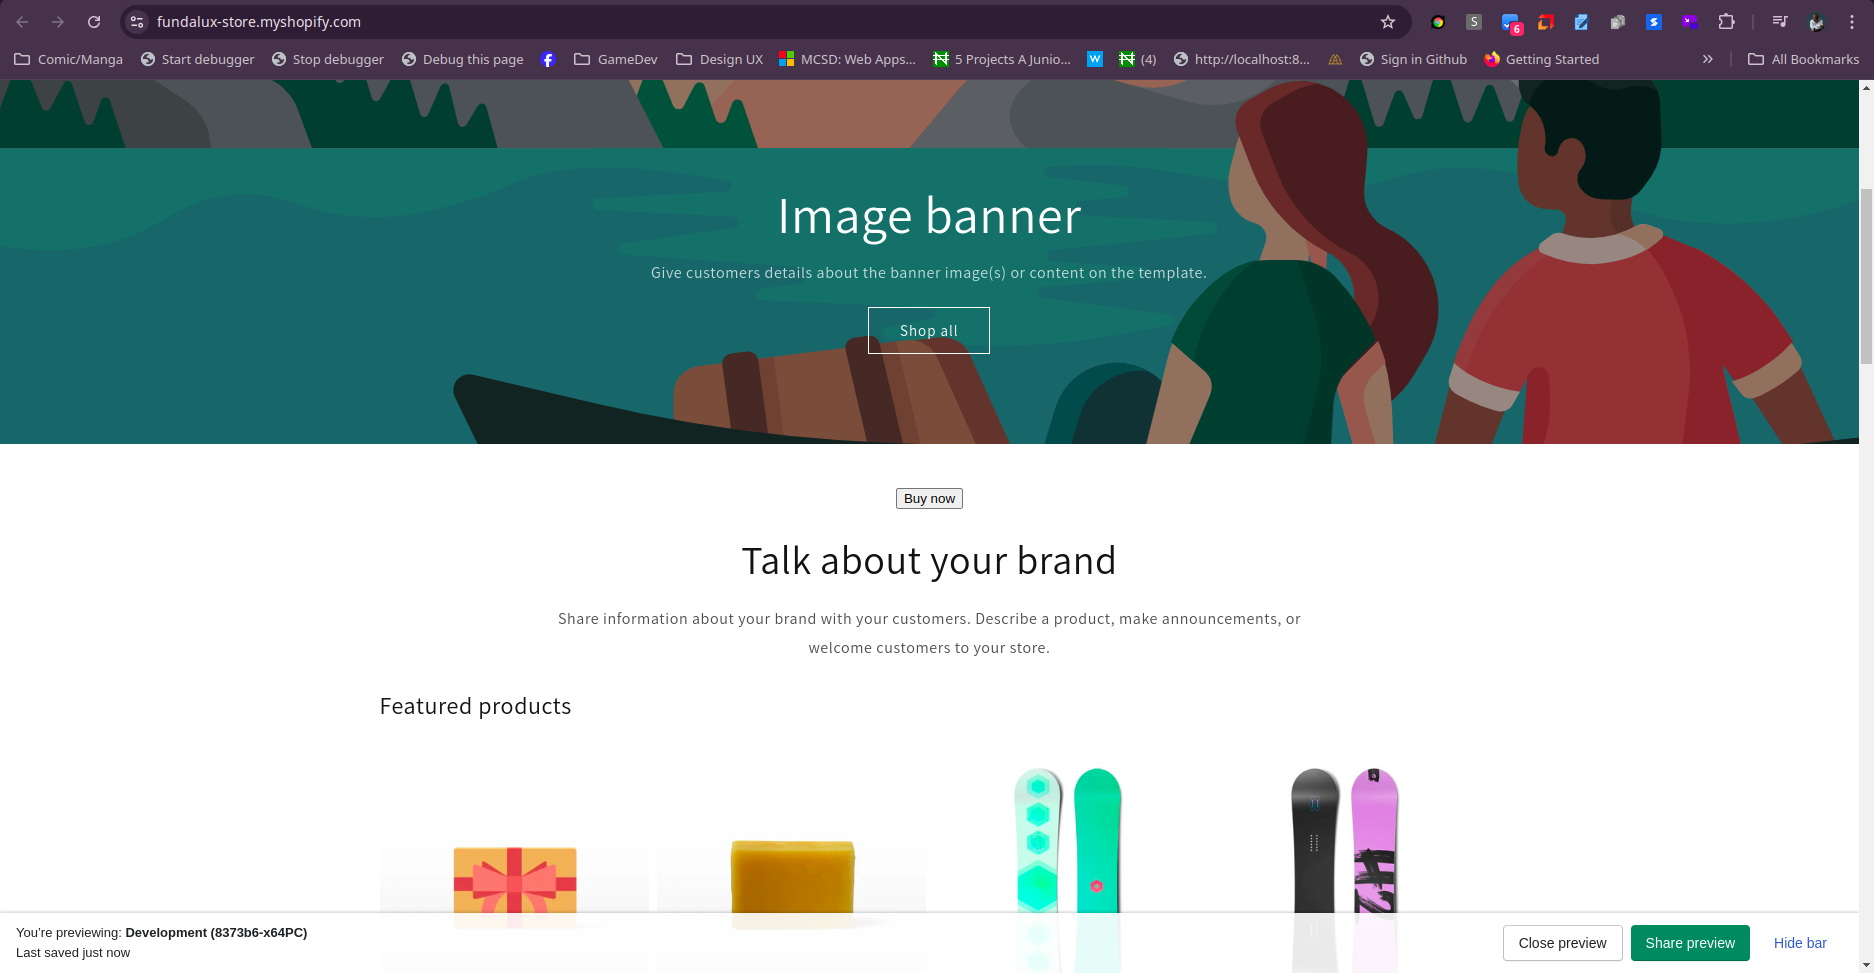 fundalux-store.myshopify.com
S
6
Comic/Manga
Start debugger
Stop debugger
Debug this page
GameDev
Design UX
MCSD: Web Apps...
5 Projects A Junio...
W
(4)
http://localhost:8...
Sign in Github
Getting Started
»
All Bookmarks
Image banner
Give customers details about the banner image(s) or content on the template.
Shop all
Buy now
Talk about your brand
Share information about your brand with your customers. Describe a product, make announcements, or
welcome customers to your store.
Featured products
You're previewing: Development (8373b6-x64PC)
Last saved just now
Close preview
Share preview
Hide bar